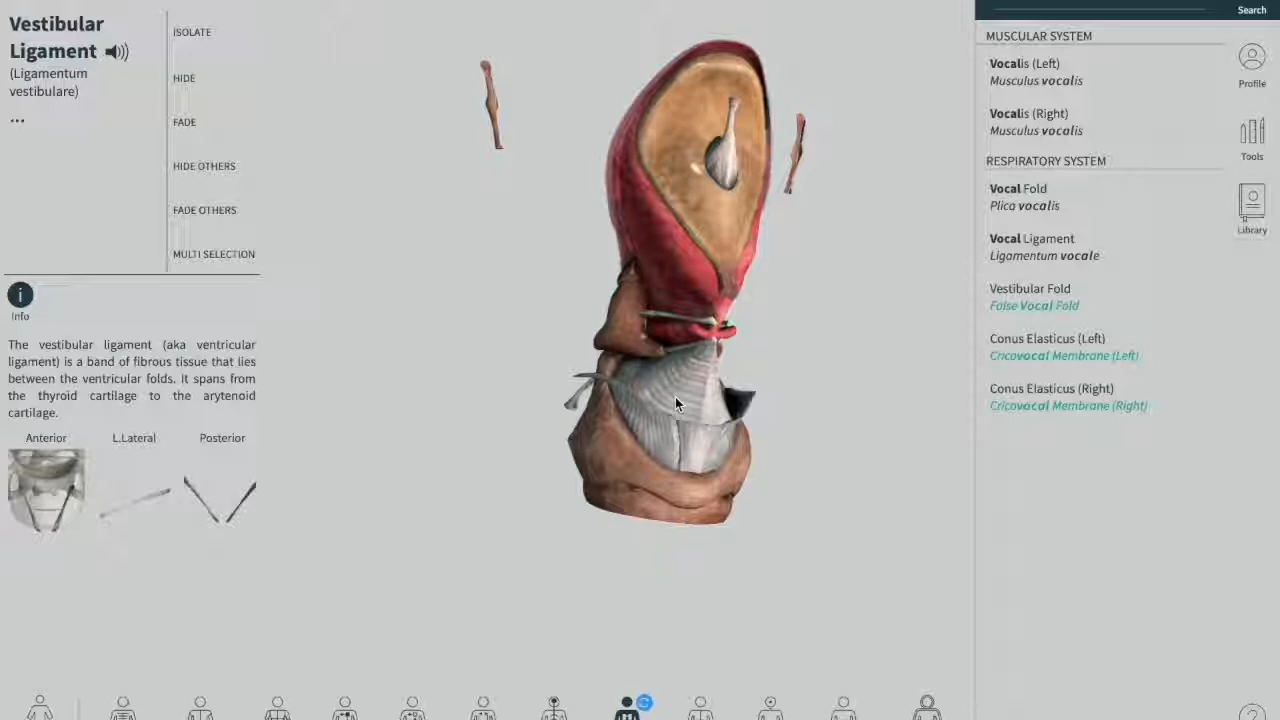 Vestibular
Ligament
(Ligamentum
vestibulare)
...
ISOLATE
HIDE
FADE
HIDE OTHERS
FADE OTHERS
MULTI SELECTION
i
Info
The vestibular ligament (aka ventricular
ligament) is a band of fibrous tissue that lies
between the ventricular folds. It spans from
the thyroid cartilage to the arytenoid
cartilage.
Anterior L.Lateral Posterior
Search
MUSCULAR SYSTEM
Vocalis (Left)
Musculus vocalis
Vocalis (Right)
Musculus vocalis
RESPIRATORY SYSTEM
Vocal Fold
Plica vocalis
Vocal Ligament
Ligamentum vocale
Vestibular Fold
False Vocal Fold
Conus Elasticus (Left)
Cricovocal Membrane (Left)
Conus Elasticus (Right)
Cricovocal Membrane (Right)
Profile
Tools
Library
?